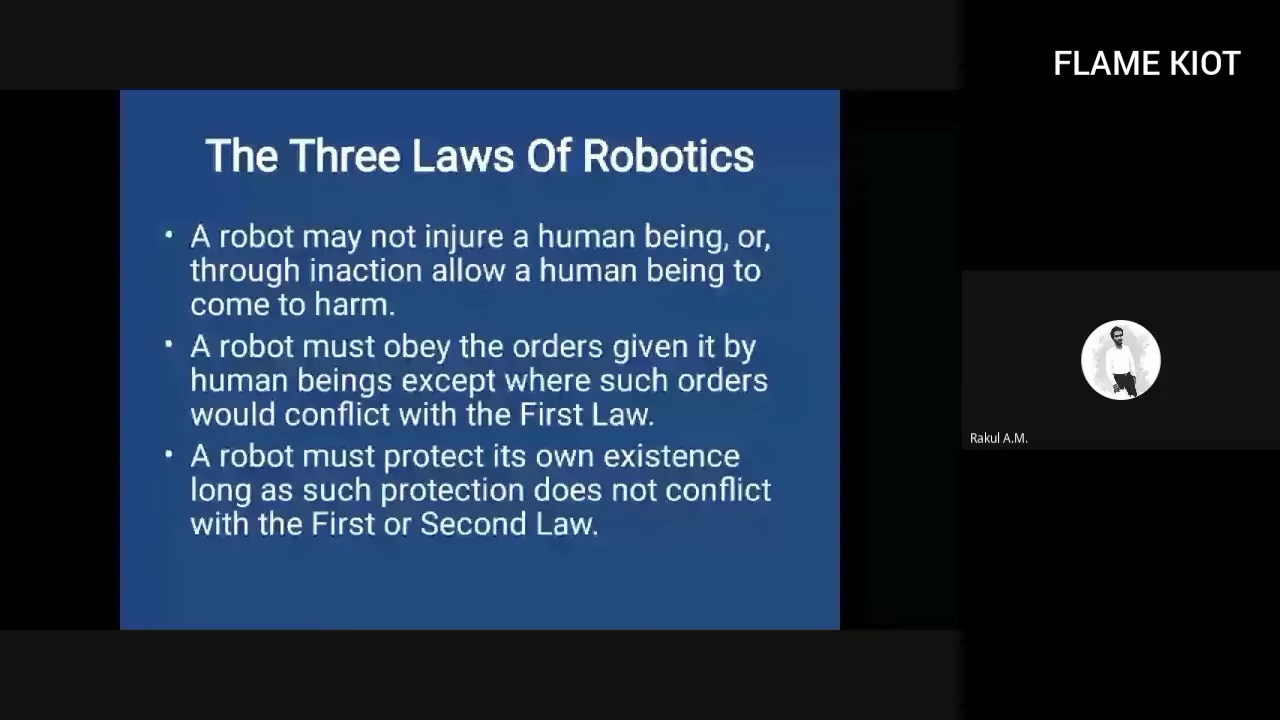 FLAME KIOT
The Three Laws Of Robotics
• A robot may not injure a human being, or,
through inaction allow a human being to
come to harm.
• A robot must obey the orders given it by
human beings except where such orders
would conflict with the First Law.
• A robot must protect its own existence
long as such protection does not conflict
with the First or Second Law.
Rakul A.M.